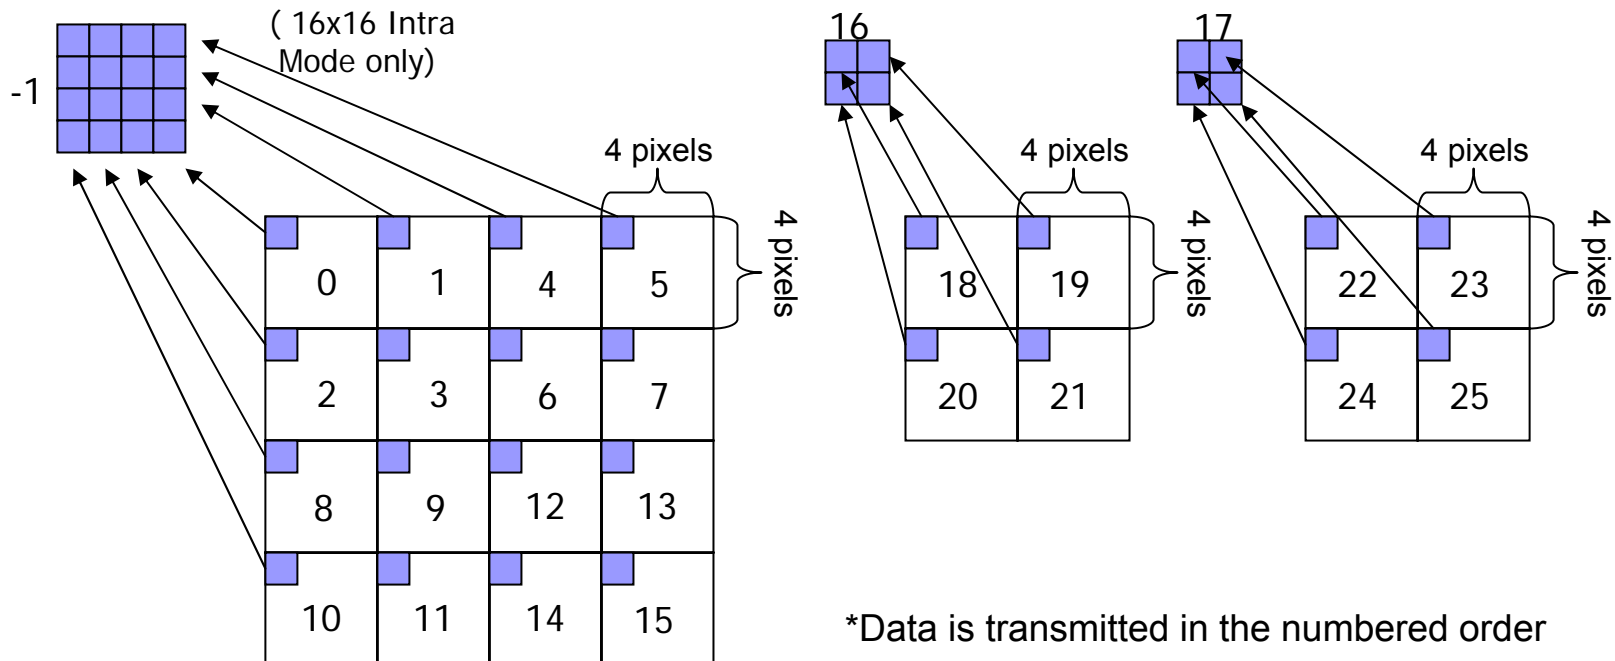 ( 16x16 Intra
Mode only)
-1
16
17
4 pixels
4 pixels
4 pixels
4 pixels
4 pixels
4 pixels
0 1 4 5
2 3 6 7
8 9 12 13
10 11 14 15
18 19
20 21
22 23
24 25
*Data is transmitted in the numbered order